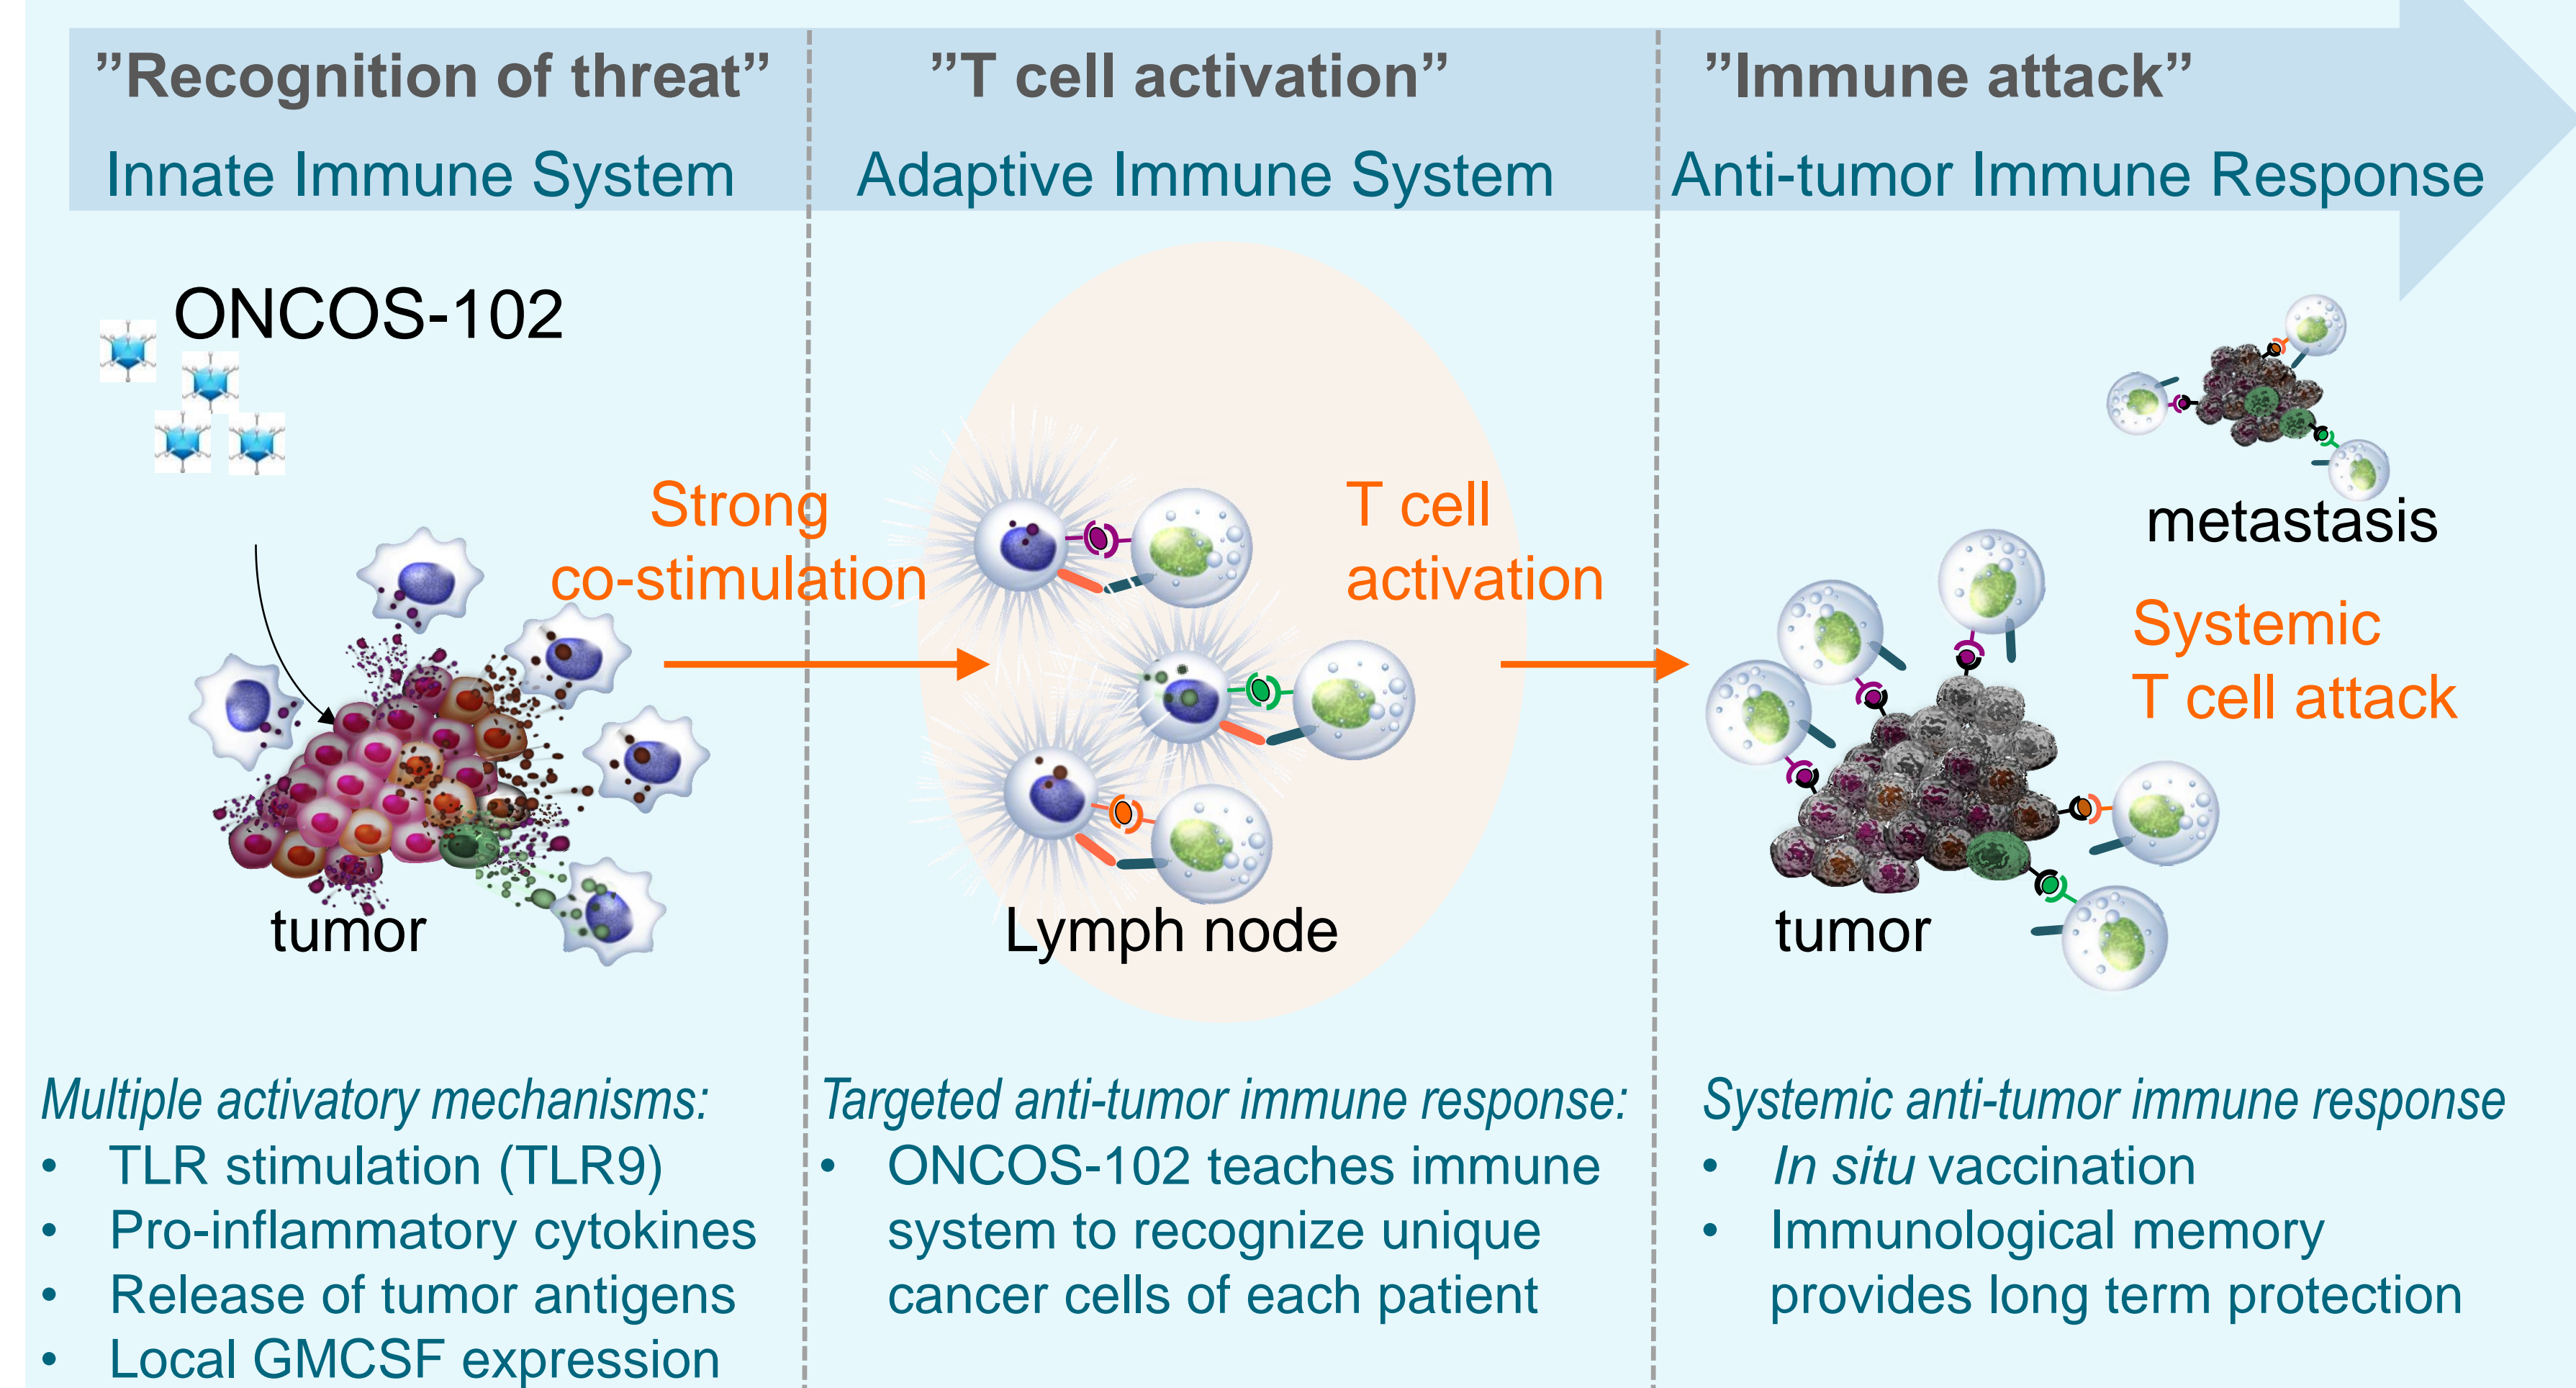 ”Recognition of threat”
Innate Immune System
”T cell activation”
Adaptive Immune System
”Immune attack”
Anti-tumor Immune Response
ONCOS-102
tumor
Strong
co-stimulation
T cell
activation
Lymph node
metastasis
Systemic
T cell attack
tumor
Multiple activatory mechanisms:
• TLR stimulation (TLR9)
• Pro-inflammatory cytokines
• Release of tumor antigens
• Local GMCSF expression
Targeted anti-tumor immune response:
• ONCOS-102 teaches immune
system to recognize unique
cancer cells of each patient
Systemic anti-tumor immune response
• In situ vaccination
• Immunological memory
provides long term protection